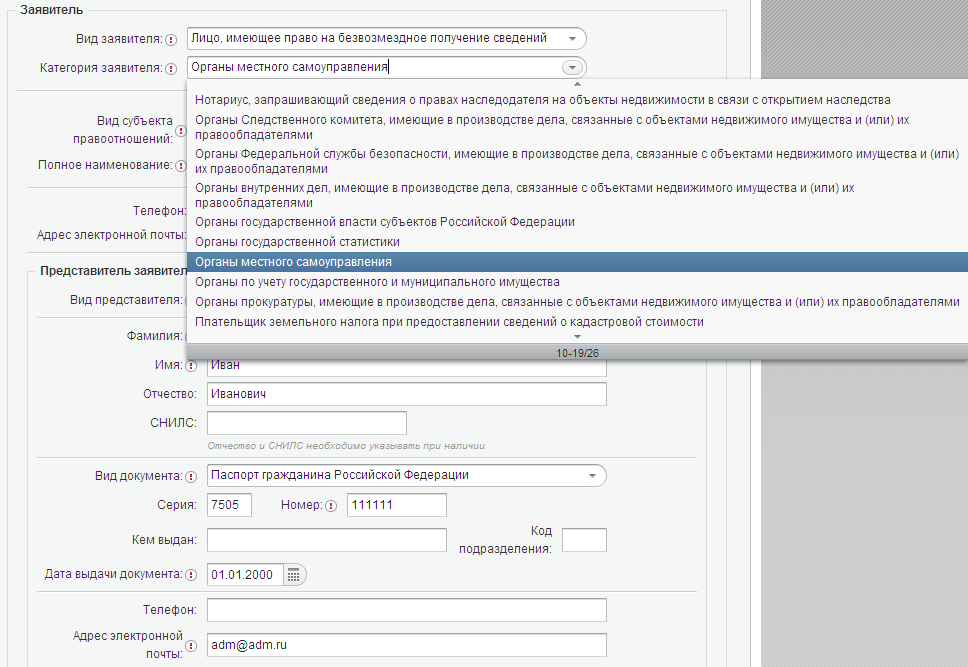 Заявитель
Вид заявителя: Лицо, имеющее право на безвозмездное получение сведений
Категория заявителя: Органы местного самоуправления
Нотариус, запрашивающий сведения о правах наследодателя на объекты недвижимости в связи с открытием наследства
Органы Следственного комитета, имеющие в производстве дела, связанные с объектами недвижимого имущества и (или) их
правообладателями
Органы Федеральной службы безопасности, имеющие в производстве дела, связанные с объектами недвижимого имущества и (или)
их правообладателями
Органы внутренних дел, имеющие в производстве дела, связанные с объектами недвижимого имущества и (или) их
правообладателями
Органы государственной власти субъектов Российской Федерации
Органы государственной статистики
Органы местного самоуправления
Органы по учету государственного и муниципального имущества
Органы прокуратуры, имеющие в производстве дела, связанные с объектами недвижимого имущества и (или) их правообладателями
Плательщик земельного налога при предоставлении сведений о кадастровой стоимости
10-19/26
Вид субъекта
правоотношений:
Полное наименование:
Телефон:
Адрес электронной почты:
Представитель заявител
Вид представителя:
Фамилия:
Имя: Иван
Отчество: Иванович
СНИЛС:
Отчество и СНИЛС необходимо указывать при наличии
Вид документа: Паспорт гражданина Российской Федерации
Серия: 7505 Номер: 111111
Кем выдан: Код
подразделения:
Дата выдачи документа: 01.01.2000
Телефон:
Адрес электронной
почты: adm@adm.ru